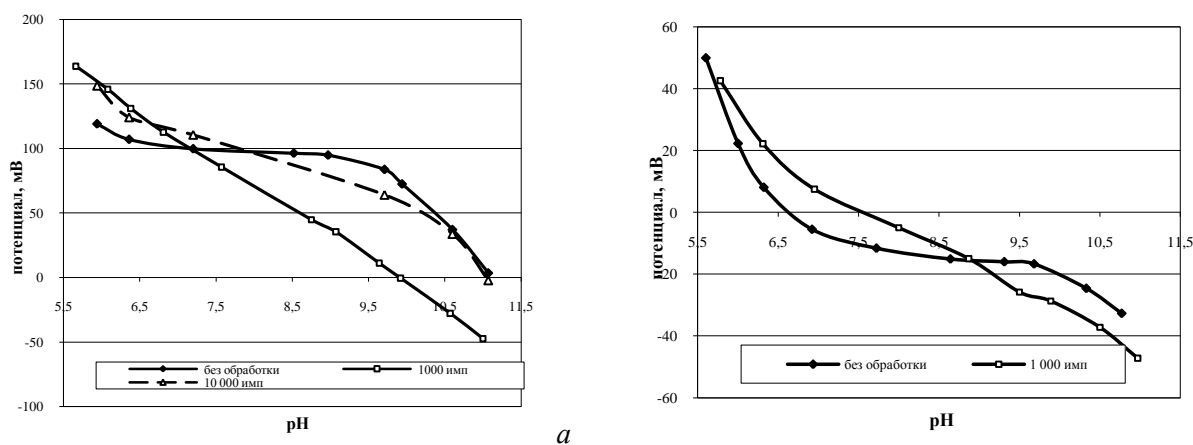 200
150
100
50
0
-50
-100
5,5 6,5 7,5 8,5 9,5 10,5 11,5
потенциал, мВ
pH
без обработки 1000 имп
10 000 имп
а
60
40
20
0
-20
-40
-60
5,5 6,5 7,5 8,5 9,5 10,5 11,5
потенциал, мВ
pH
без обработки 1 000 имп